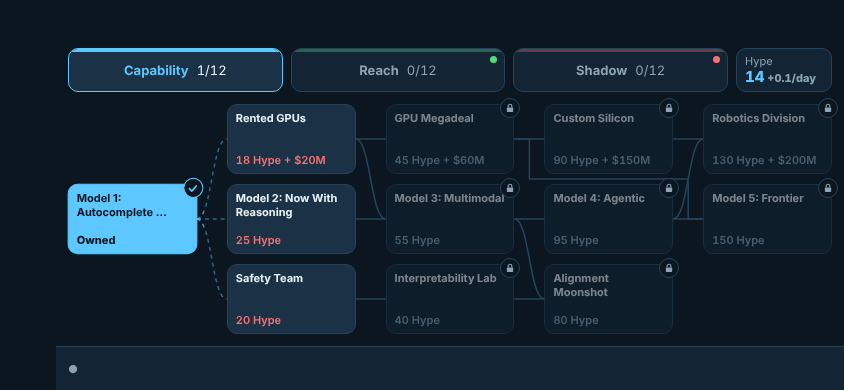 Capability 1/12
Reach 0/12
Shadow 0/12
Hype
14 +0.1/day
Rented GPUs
18 Hype + $20M
GPU Megadeal
45 Hype + $60M
Custom Silicon
90 Hype + $150M
Robotics Division
130 Hype + $200M
Model 1:
Autocomplete ...
Owned
Model 2: Now With
Reasoning
25 Hype
Model 3: Multimodal
55 Hype
Model 4: Agentic
95 Hype
Model 5: Frontier
150 Hype
Safety Team
20 Hype
Interpretability Lab
40 Hype
Alignment
Moonshot
80 Hype